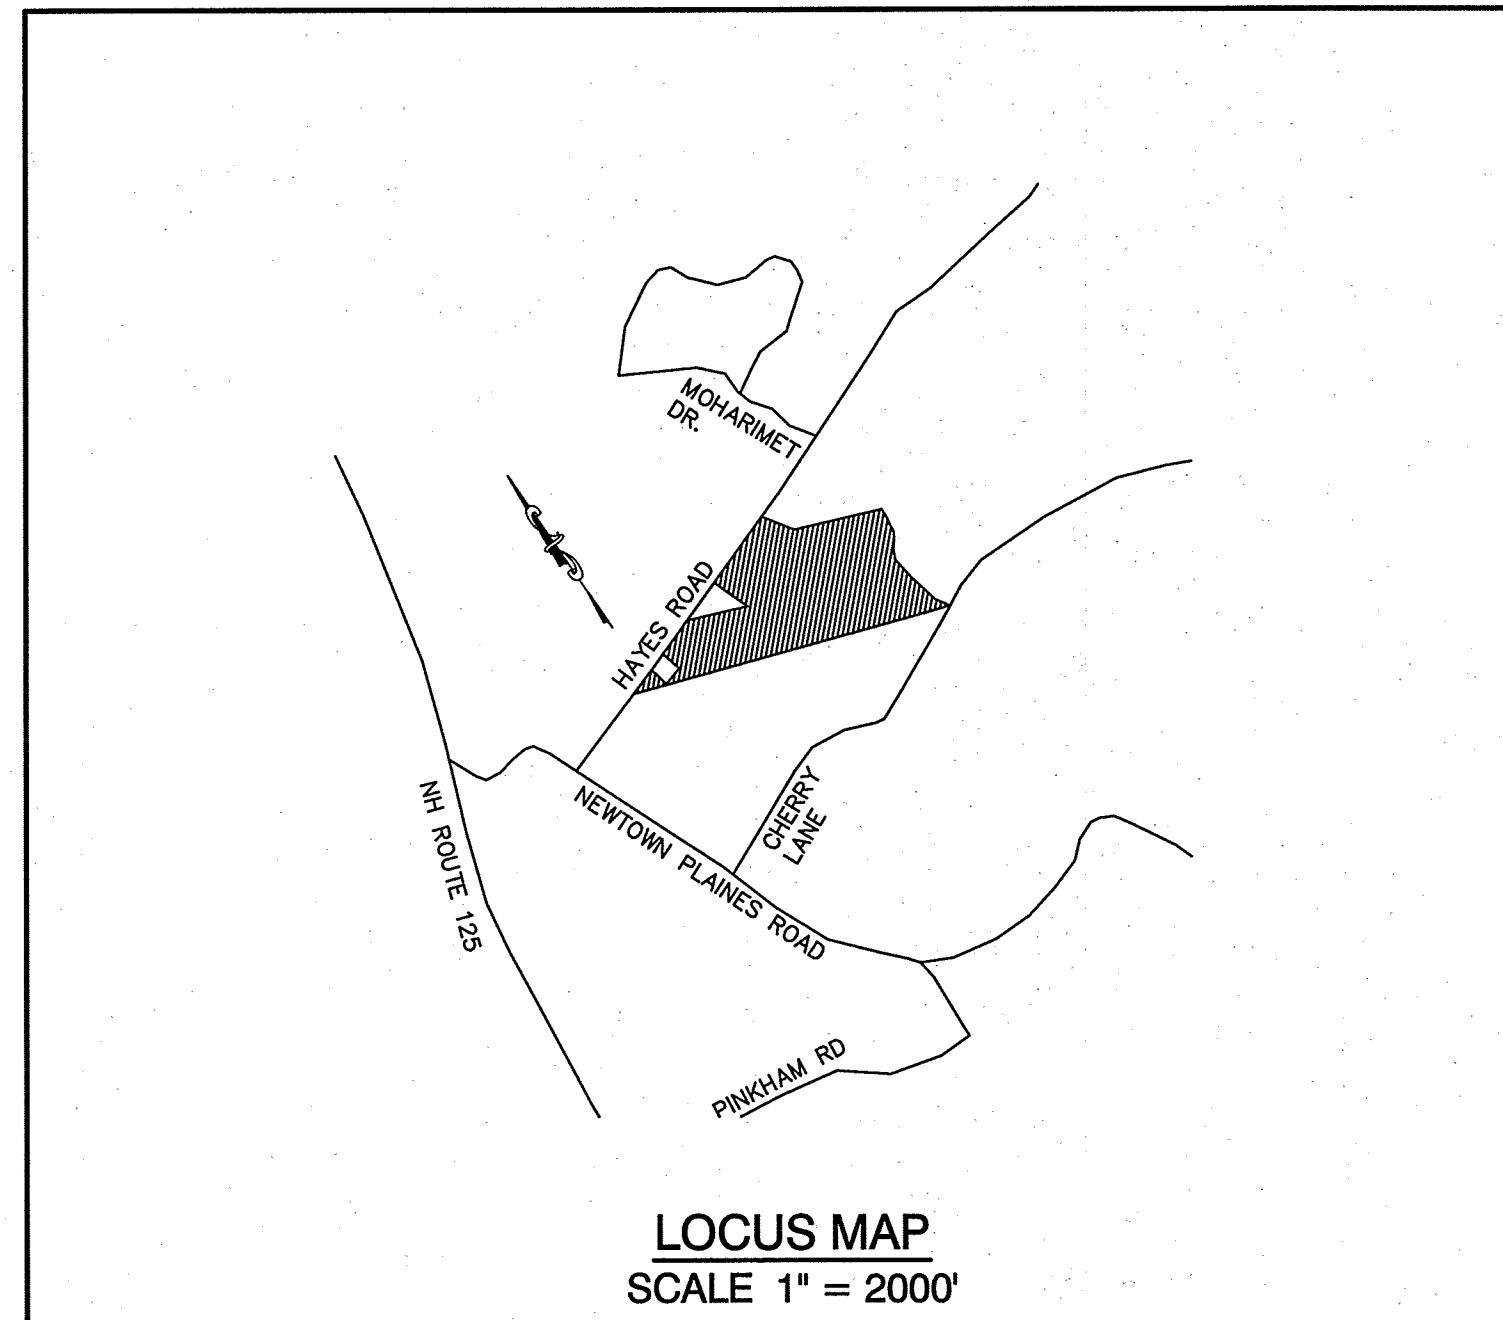 MOHARIMET
DR.
HAYES ROAD
NH ROUTE 125
NEWTOWN PLAINES ROAD
CHERRY
LANE
PINKHAM RD
LOCUS MAP
SCALE 1" = 2000'